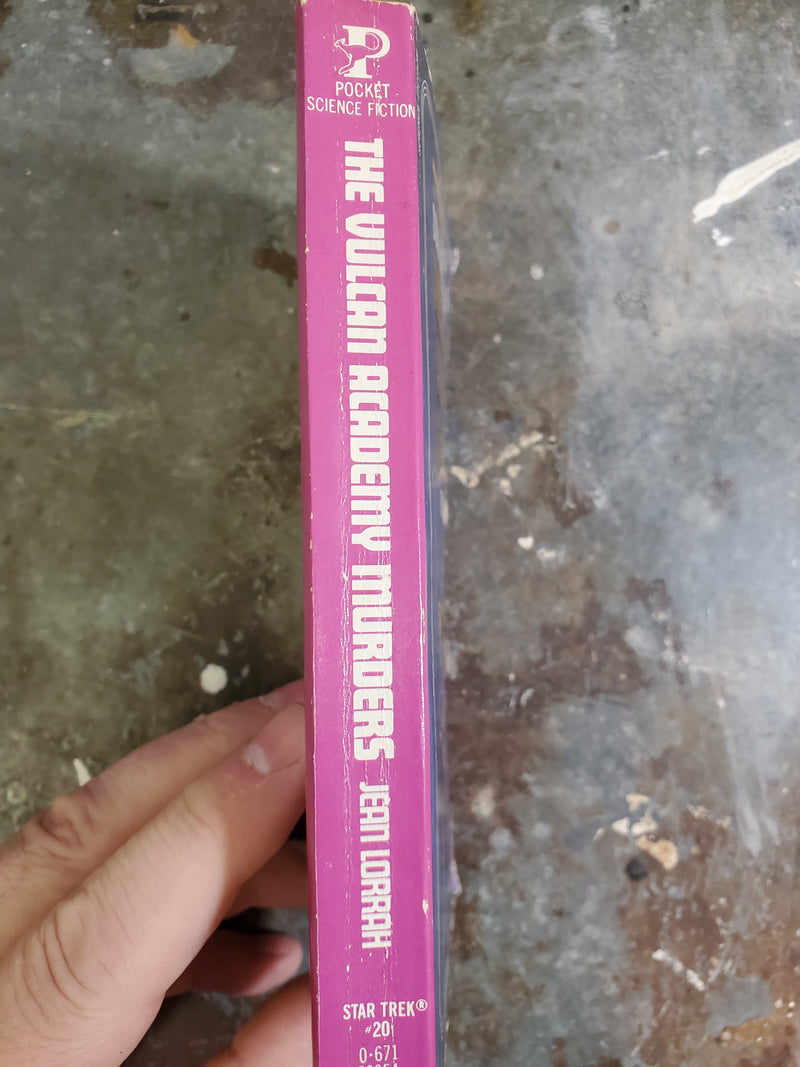 P
POCKET
SCIENCE FICTION
THE VULCAN ACADEMY MURDERS JEAN LORRAH
STAR TREK®
#20
0·671